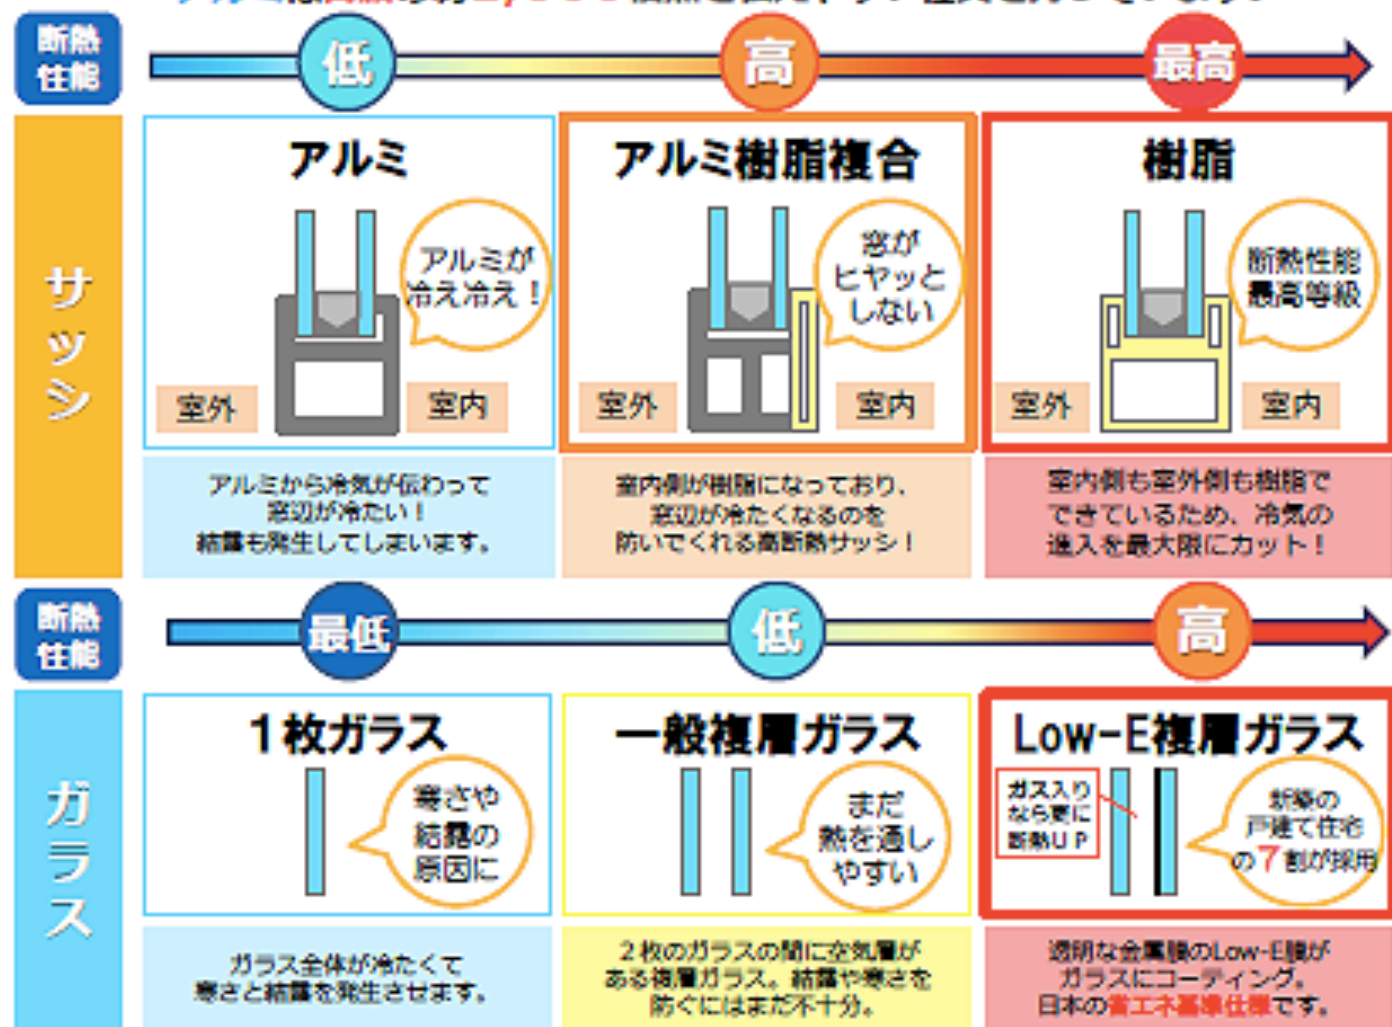 断熱
性能
低
高
最高
サッシ
アルミ
アルミが
冷え冷え！
室外
室内
アルミから冷気が伝わって
窓辺が冷たい！
結露も発生してしまいます。
アルミ樹脂複合
窓が
ヒヤッと
しない
室外
室内
室内側が樹脂になっており、
窓辺が冷たくなるのを
防いでくれる高断熱サッシ！
樹脂
断熱性能
最高等級
室外
室内
室内側も室外側も樹脂で
できているため、冷気の
進入を最大限にカット！
断熱
性能
最低
低
高
ガラス
1枚ガラス
寒さや
結露の
原因に
ガラス全体が冷たくて
寒さと結露を発生させます。
一般複層ガラス
まだ
熱を通し
やすい
２枚のガラスの間に空気層が
ある複層ガラス。結露や寒さを
防ぐにはまだ不十分。
Low-E複層ガラス
ガス入り
なら更に
断熱ＵＰ
新築の
戸建て住宅
の７割が採用
透明な金属膜のLow-E膜が
ガラスにコーティング。
日本の省エネ基準仕様です。